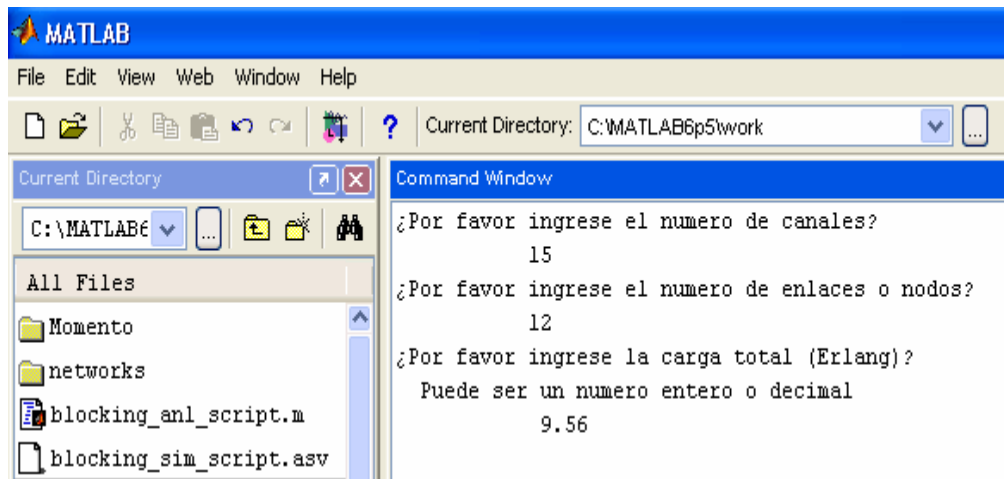 MATLAB
File Edit View Web Window Help
? Current Directory: C:\MATLAB6p5\work ...
Current Directory
C:\MATLAB6 ...
All Files
Momento
networks
blocking_anl_script.m
blocking_sim_script.asv
Command Window
¿Por favor ingrese el numero de canales?
15
¿Por favor ingrese el numero de enlaces o nodos?
12
¿Por favor ingrese la carga total (Erlang)?
Puede ser un numero entero o decimal
9.56